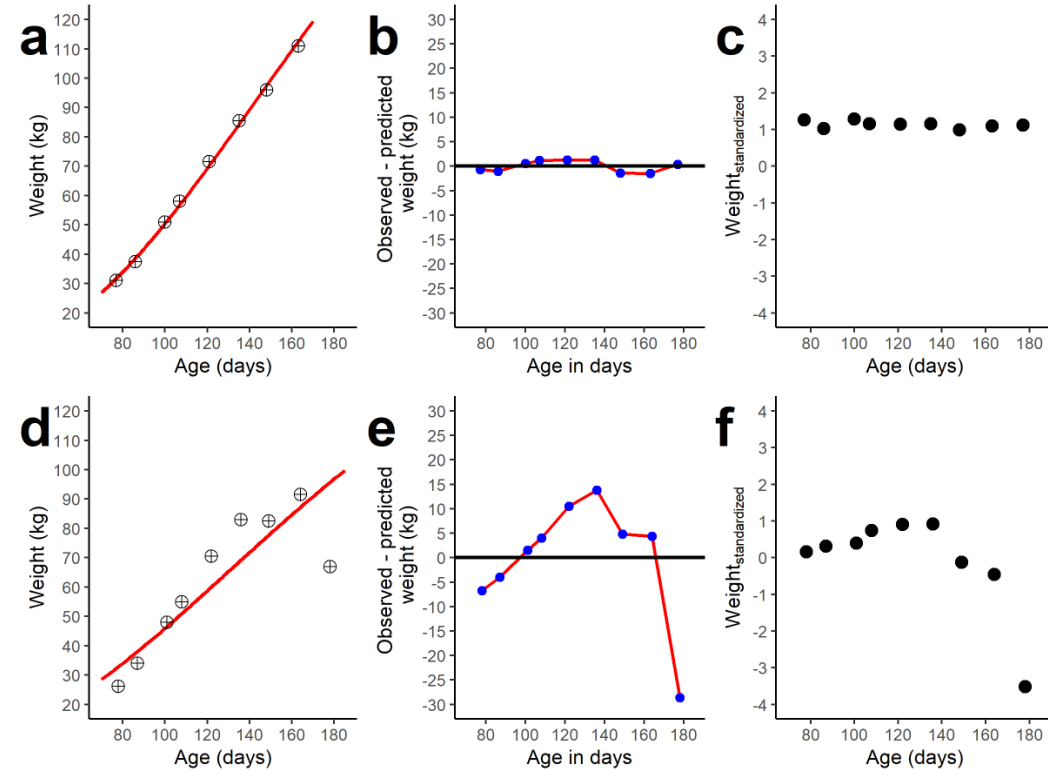 a
Weight (kg)
120
110
100
90
80
70
60
50
40
30
20
80 100 120 140 160 180
Age (days)
b
Observed - predicted
weight (kg)
30
25
20
15
10
5
0
-5
-10
-15
-20
-25
-30
80 100 120 140 160 180
Age in days
c
Weightstandardized
4
3
2
1
0
-1
-2
-3
-4
80 100 120 140 160 180
Age (days)
d
Weight (kg)
120
110
100
90
80
70
60
50
40
30
20
80 100 120 140 160 180
Age (days)
e
Observed - predicted
weight (kg)
30
25
20
15
10
5
0
-5
-10
-15
-20
-25
-30
80 100 120 140 160 180
Age in days
f
Weightstandardized
4
3
2
1
0
-1
-2
-3
-4
80 100 120 140 160 180
Age (days)